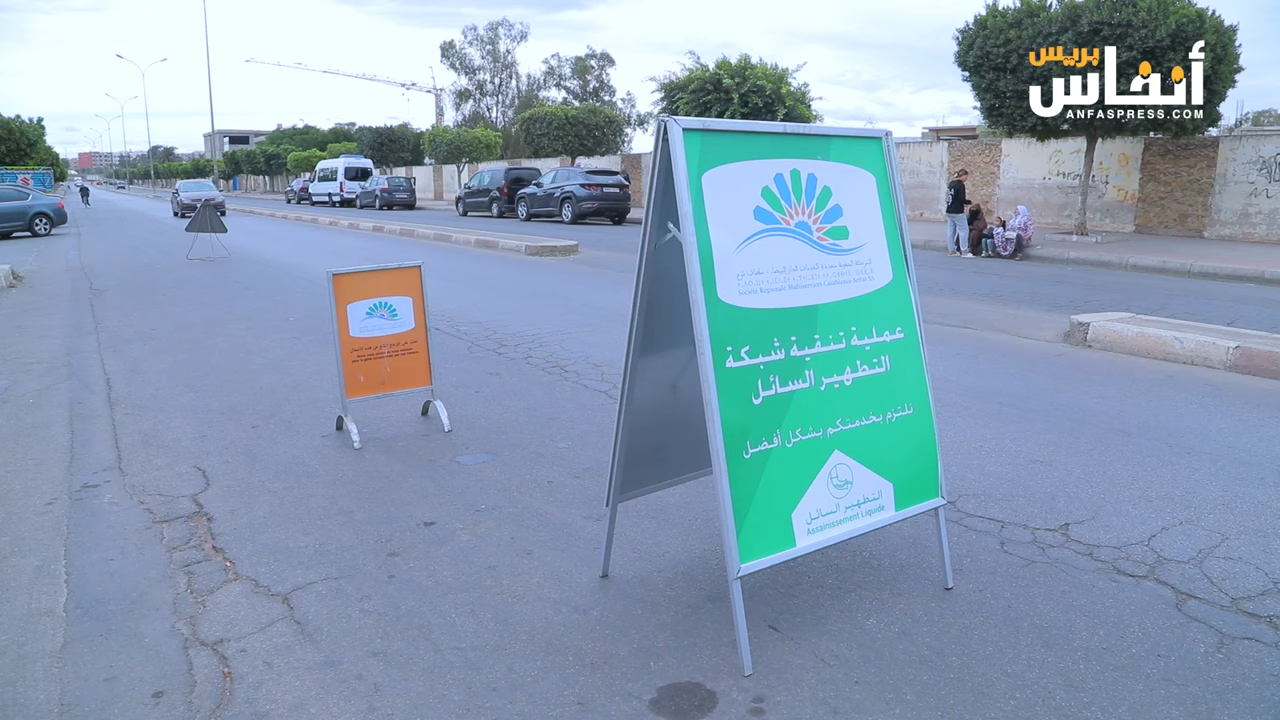 بريس
أنفاس
ANFASPRESS.COM
Société Régionale Multiservices Casablanca Settat SA
عملية تنقية شبكة
التطهير السائل
نلتزم بخدمتكم بشكل أفضل
التطهير السائل
Assainissement Liquide